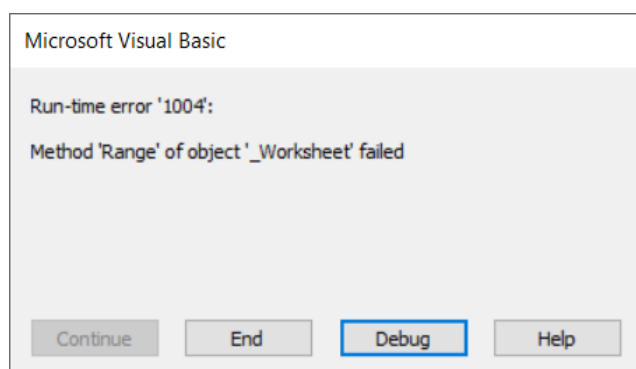 Microsoft Visual Basic
Run-time error '1004':
Method 'Range' of object '_Worksheet' failed
Continue End Debug Help